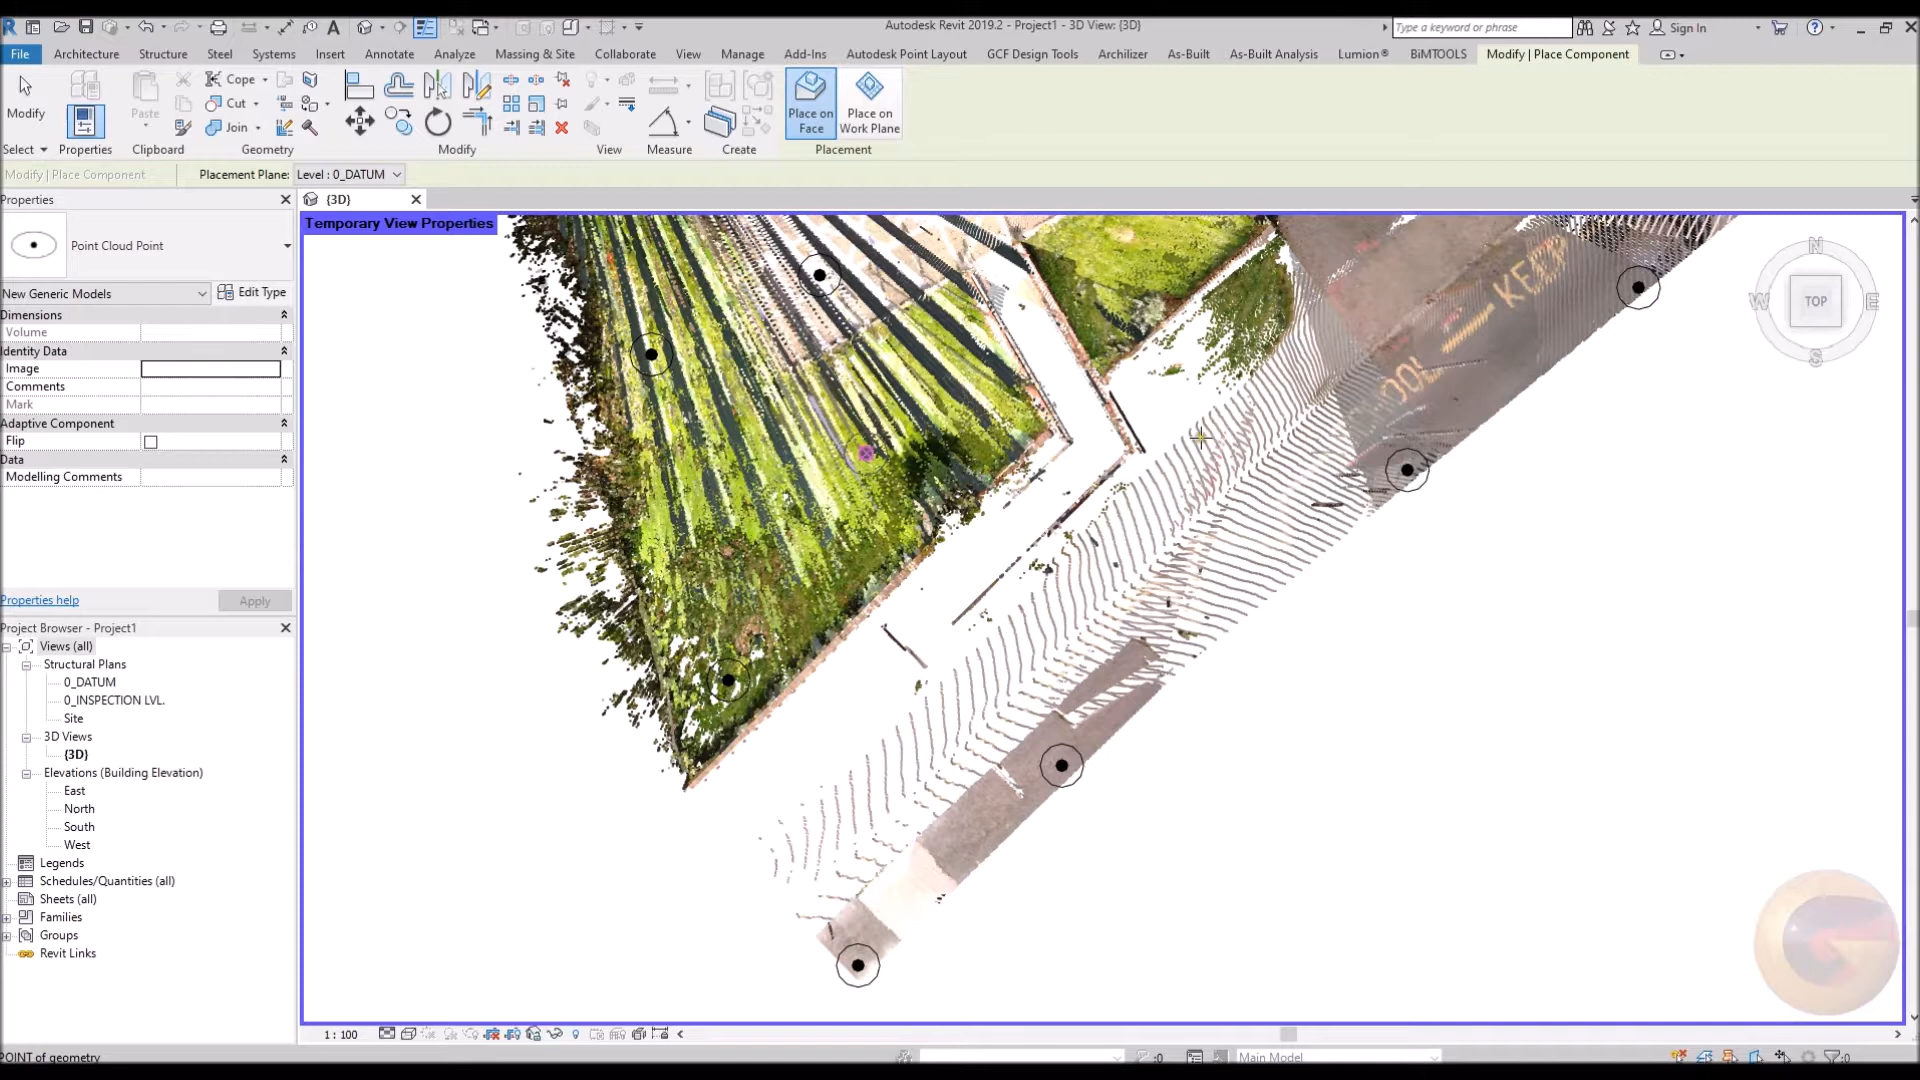 Autodesk Revit 2019.2 - Project1 - 3D View: {3D}
Type a keyword or phrase
Sign In
File
Architecture
Structure
Steel
Systems
Insert
Annotate
Analyze
Massing & Site
Collaborate
View
Manage
Add-Ins
Autodesk Point Layout
GCF Design Tools
Archilizer
As-Built
As-Built Analysis
Lumion®
BiMTOOLS
Modify | Place Component
Modify
Paste
Cope
Cut
Join
Place on
Face
Place on
Work Plane
Select
Properties
Clipboard
Geometry
Modify
View
Measure
Create
Placement
Modify | Place Component
Placement Plane:
Level : 0_DATUM
Properties
{3D}
Temporary View Properties
Point Cloud Point
New Generic Models
Edit Type
Dimensions
Volume
Identity Data
Image
Comments
Mark
Adaptive Component
Flip
Data
Modelling Comments
Properties help
Apply
Project Browser - Project1
Views (all)
Structural Plans
0_DATUM
0_INSPECTION LVL.
Site
3D Views
{3D}
Elevations (Building Elevation)
East
North
South
West
Legends
Schedules/Quantities (all)
Sheets (all)
Families
Groups
Revit Links
KEEP
N
W
TOP
E
S
1 : 100
POINT of geometry
:0
Main Model
:0